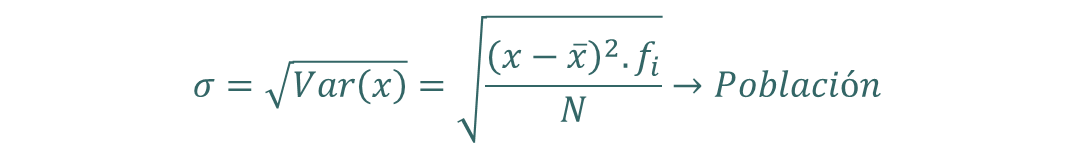 σ = √Var(x) = √((x − x̄)².fᵢ / N) → Población